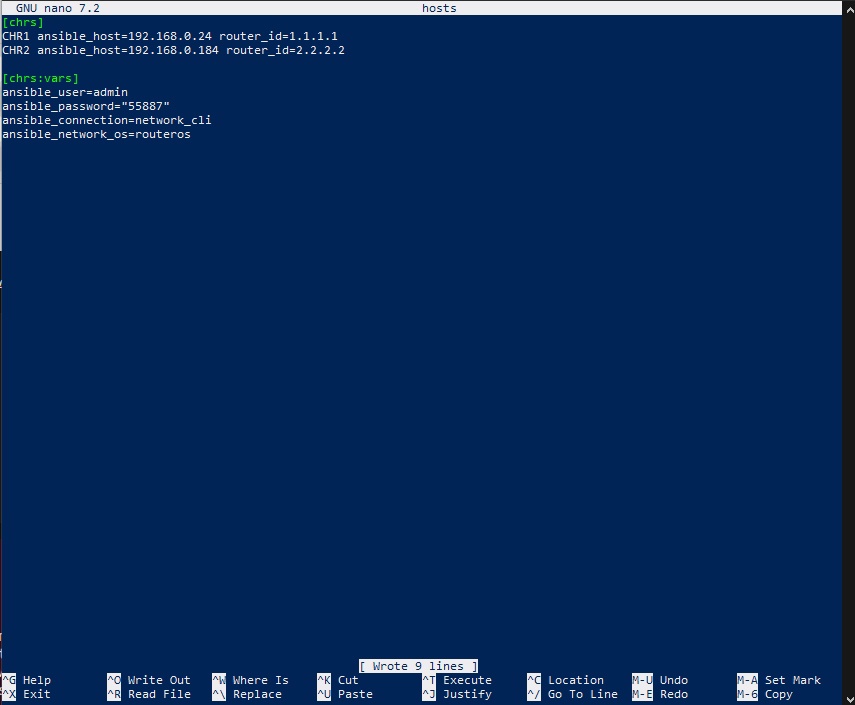 GNU nano 7.2 hosts
[chrs]
CHR1 ansible_host=192.168.0.24 router_id=1.1.1.1
CHR2 ansible_host=192.168.0.184 router_id=2.2.2.2
[chrs:vars]
ansible_user=admin
ansible_password="55887"
ansible_connection=network_cli
ansible_network_os=routeros
[ Wrote 9 lines ]
^G Help ^O Write Out ^W Where Is ^K Cut ^T Execute ^C Location M-U Undo M-A Set Mark
^X Exit ^R Read File ^\ Replace ^U Paste ^J Justify ^/ Go To Line M-E Redo M-6 Copy